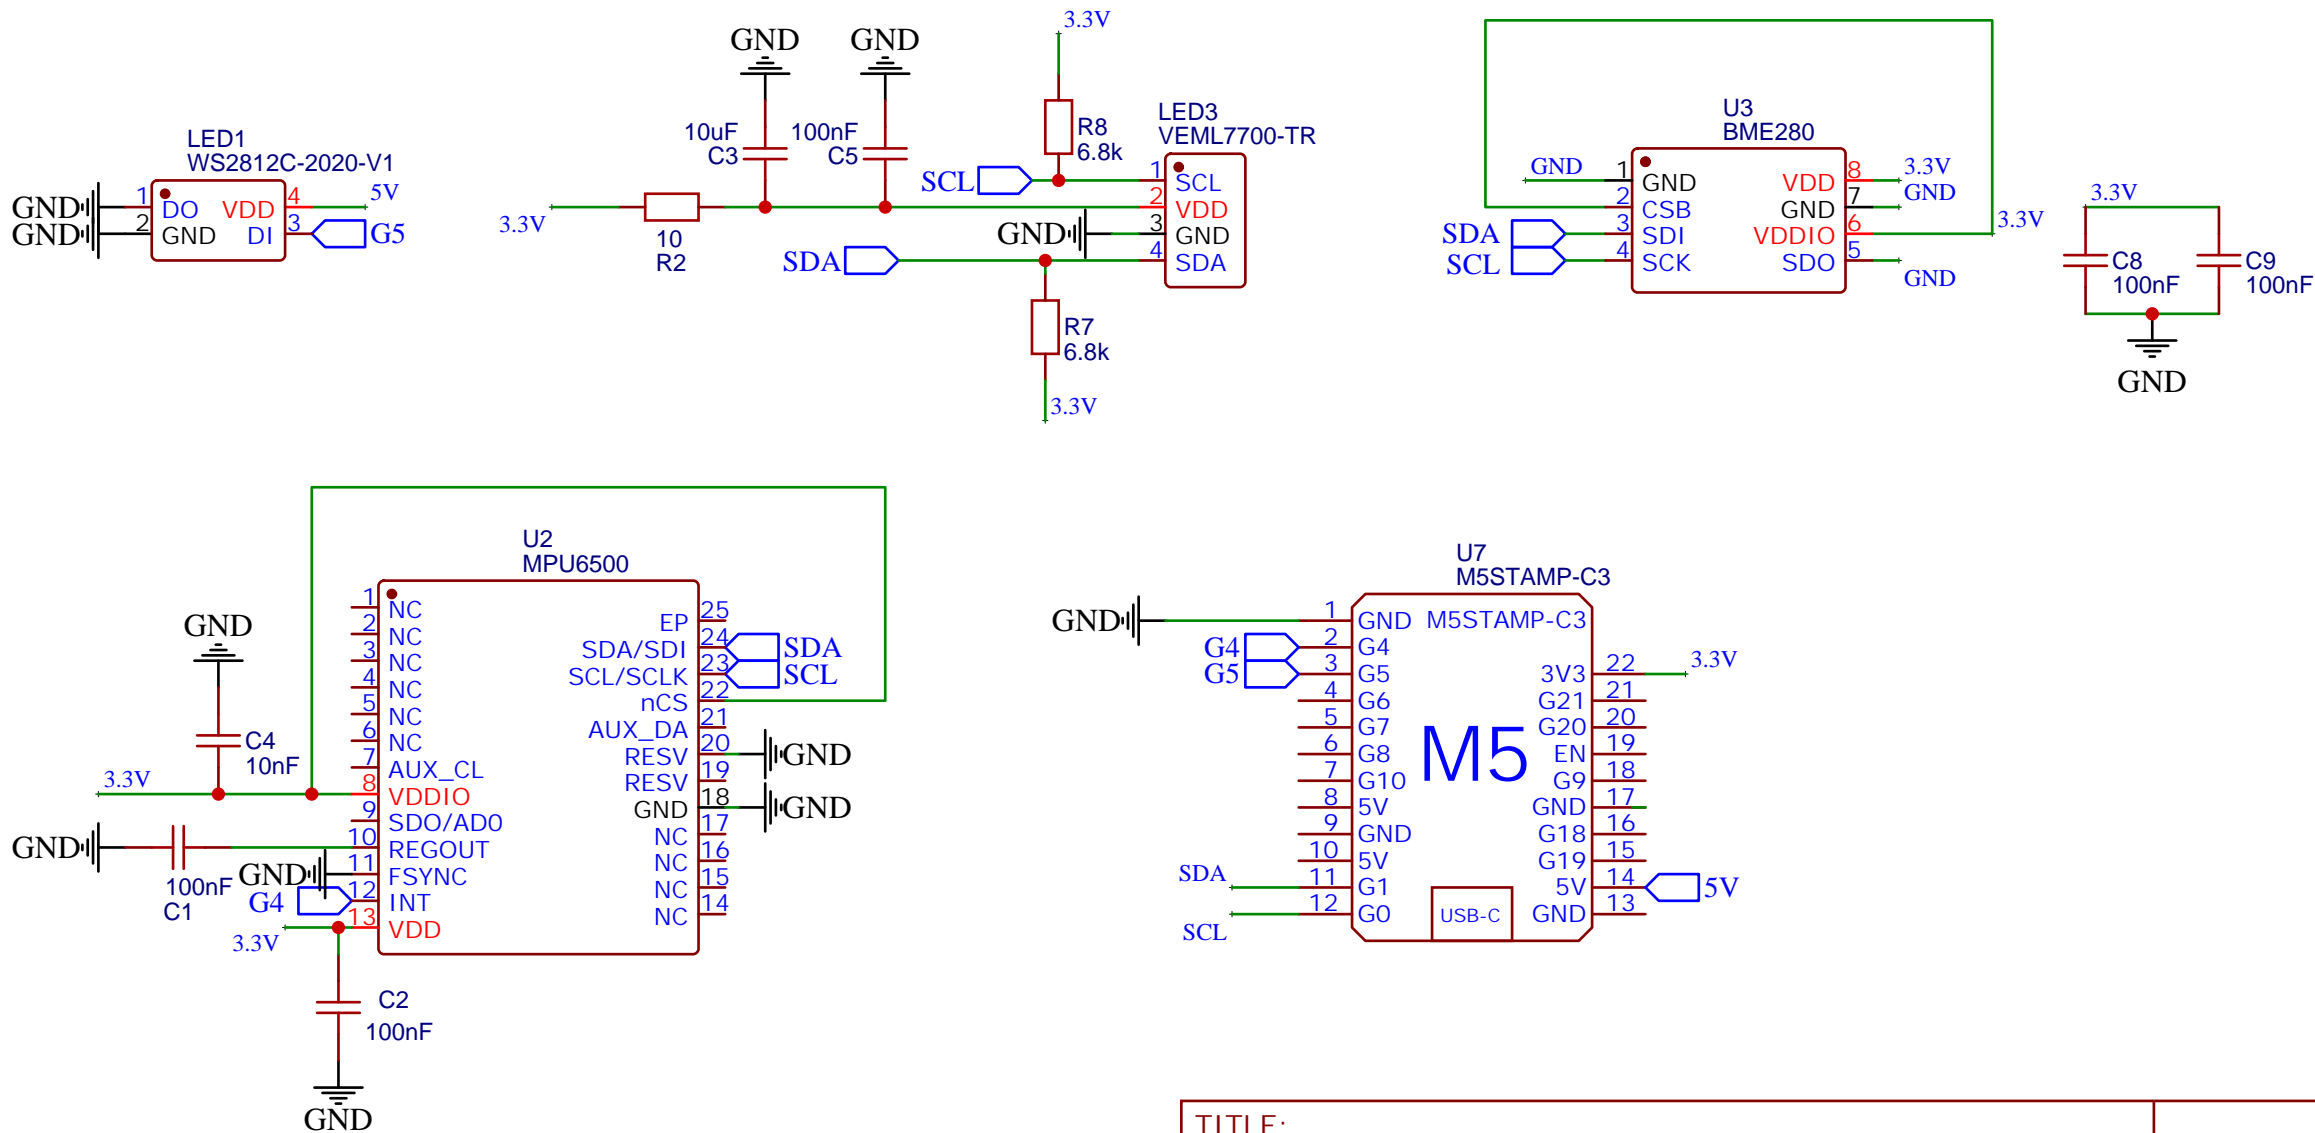 LED1
WS2812C-2020-V1
GND 1 DO VDD 4 5V
GND 2 GND DI 3 G5
GND GND
3.3V
10uF
C3
100nF
C5
R8
6.8k
LED3
VEML7700-TR
SCL 1 SCL
3.3V 2 VDD
10
R2
GND 3 GND
SDA 4 SDA
R7
6.8k
3.3V
U3
BME280
GND 1 GND VDD 8 3.3V
2 CSB GND 7 GND
SDA 3 SDI VDDIO 6 3.3V
SCL 4 SCK SDO 5 GND
3.3V
C8
100nF
C9
100nF
GND
U2
MPU6500
1 NC EP 25
2 NC SDA/SDI 24 SDA
3 NC SCL/SCLK 23 SCL
4 NC nCS 22
5 NC AUX_DA 21
6 NC RESV 20 GND
7 AUX_CL RESV 19
3.3V 8 VDDIO GND 18 GND
9 SDO/AD0 NC 17
GND 10 REGOUT NC 16
GND 11 FSYNC NC 15
G4 12 INT NC 14
3.3V 13 VDD
GND
C4
10nF
100nF
C1
C2
100nF
GND
U7
M5STAMP-C3
GND 1 GND M5STAMP-C3
G4 2 G4
G5 3 G5 3V3 22 3.3V
4 G6 G21 21
5 G7 G20 20
6 G8 EN 19
7 G10 G9 18
8 5V GND 17
9 GND G18 16
10 5V G19 15
SDA 11 G1 5V 14 5V
SCL 12 G0 GND 13
M5
USB-C
TITLE: